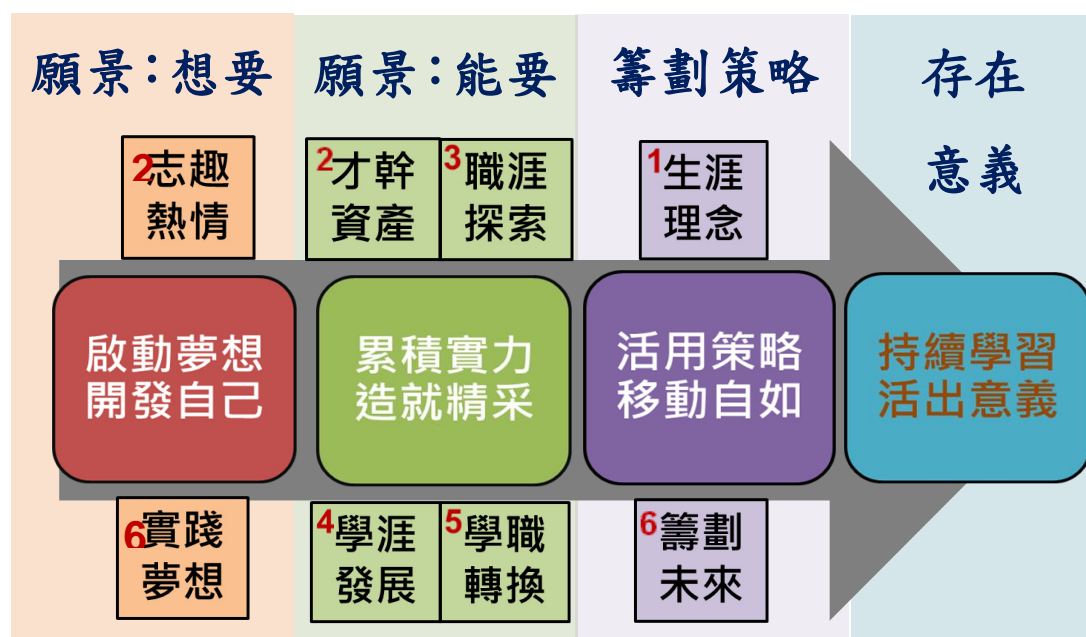 願景：想要
願景：能要
籌劃策略
存在
意義
2志趣
熱情
2才幹
資產
3職涯
探索
1生涯
理念
啟動夢想
開發自己
累積實力
造就精采
活用策略
移動自如
持續學習
活出意義
6實踐
夢想
4學涯
發展
5學職
轉換
6籌劃
未來